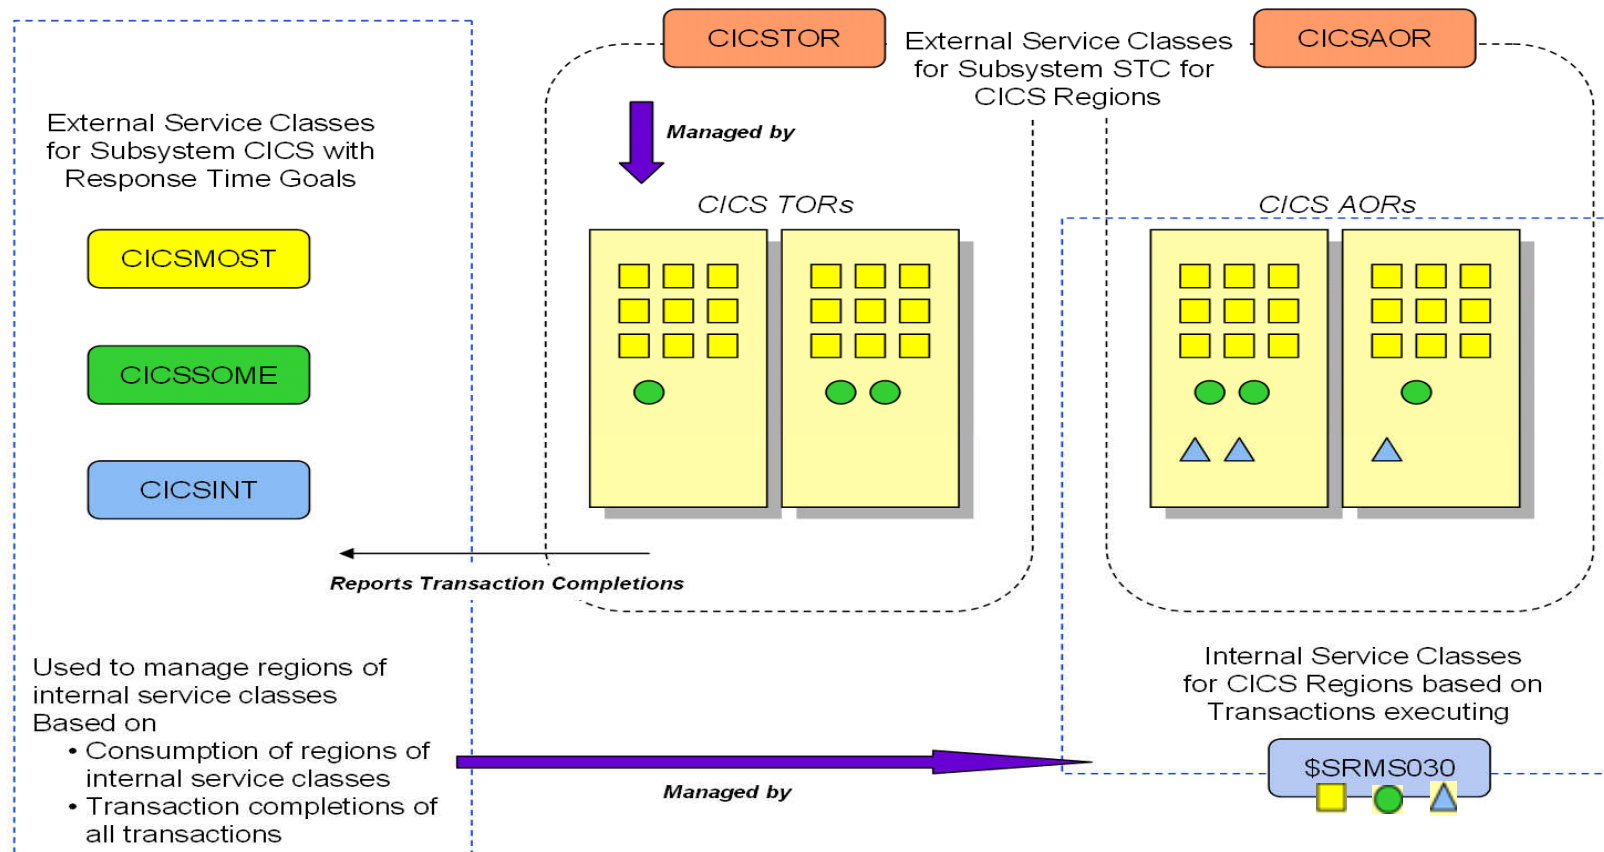 CICSTOR
External Service Classes
for Subsystem STC for
CICS Regions
CICSAOR
External Service Classes
for Subsystem CICS with
Response Time Goals
Managed by
CICS TORs
CICS AORs
CICSMOST
CICSSOME
CICSINT
Reports Transaction Completions
Used to manage regions of
internal service classes
Based on
• Consumption of regions of
internal service classes
• Transaction completions of
all transactions
Managed by
Internal Service Classes
for CICS Regions based on
Transactions executing
$SRMS030